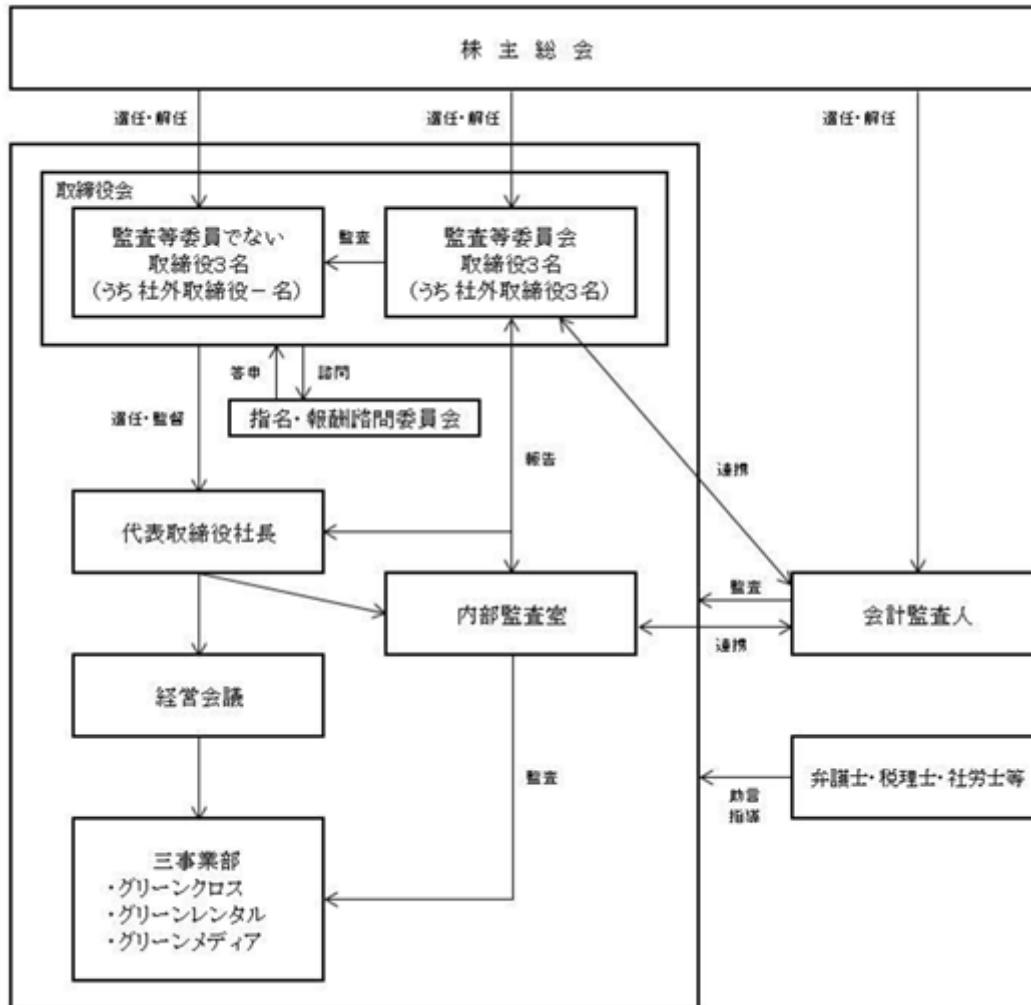 株主総会
選任・解任
選任・解任
選任・解任
取締役会
監査等委員でない
取締役3名
(うち社外取締役－名)
監査
監査等委員会
取締役3名
(うち社外取締役3名)
答申
諮問
指名・報酬諮問委員会
選任・監督
報告
連携
代表取締役社長
内部監査室
監査
連携
会計監査人
経営会議
監査
弁護士・税理士・社労士等
助言
指導
三事業部
・グリーンクロス
・グリーンレンタル
・グリーンメディア